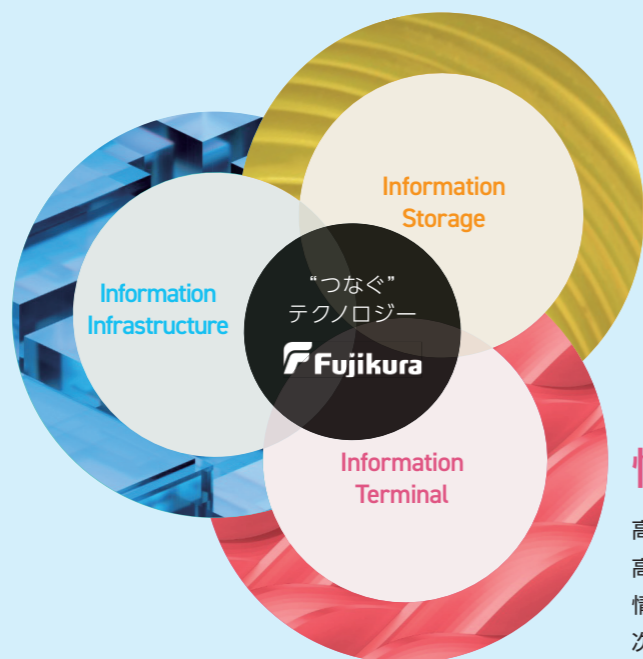 Information
Storage
Information
Infrastructure
“つなぐ”
テクノロジー
Fujikura
Information
Terminal
高
高
情
次